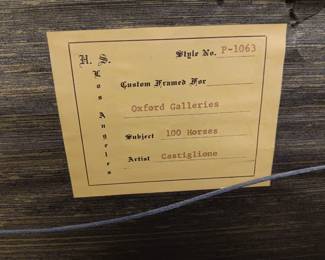 H. S.
Los Angeles
Style No. P-1063
Custom Framed For
Oxford Galleries
Subject 100 Horses
Artist Castiglione